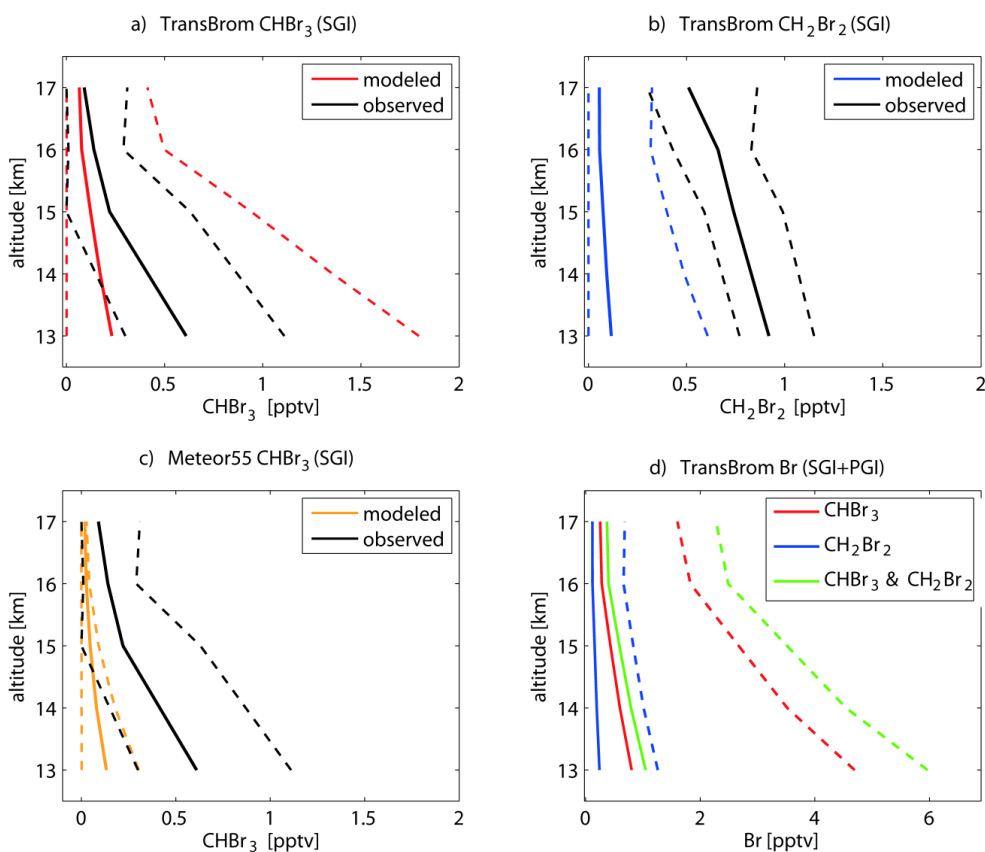 a) TransBrom CHBr3 (SGI)
modeled
observed
17
16
15
14
13
altitude [km]
0 0.5 1 1.5 2
CHBr3 [pptv]
b) TransBrom CH2Br2 (SGI)
modeled
observed
17
16
15
14
13
altitude [km]
0 0.5 1 1.5 2
CH2Br2 [pptv]
c) Meteor55 CHBr3 (SGI)
modeled
observed
17
16
15
14
13
altitude [km]
0 0.5 1 1.5 2
CHBr3 [pptv]
d) TransBrom Br (SGI+PGI)
CHBr3
CH2Br2
CHBr3 & CH2Br2
17
16
15
14
13
altitude [km]
0 2 4 6
Br [pptv]